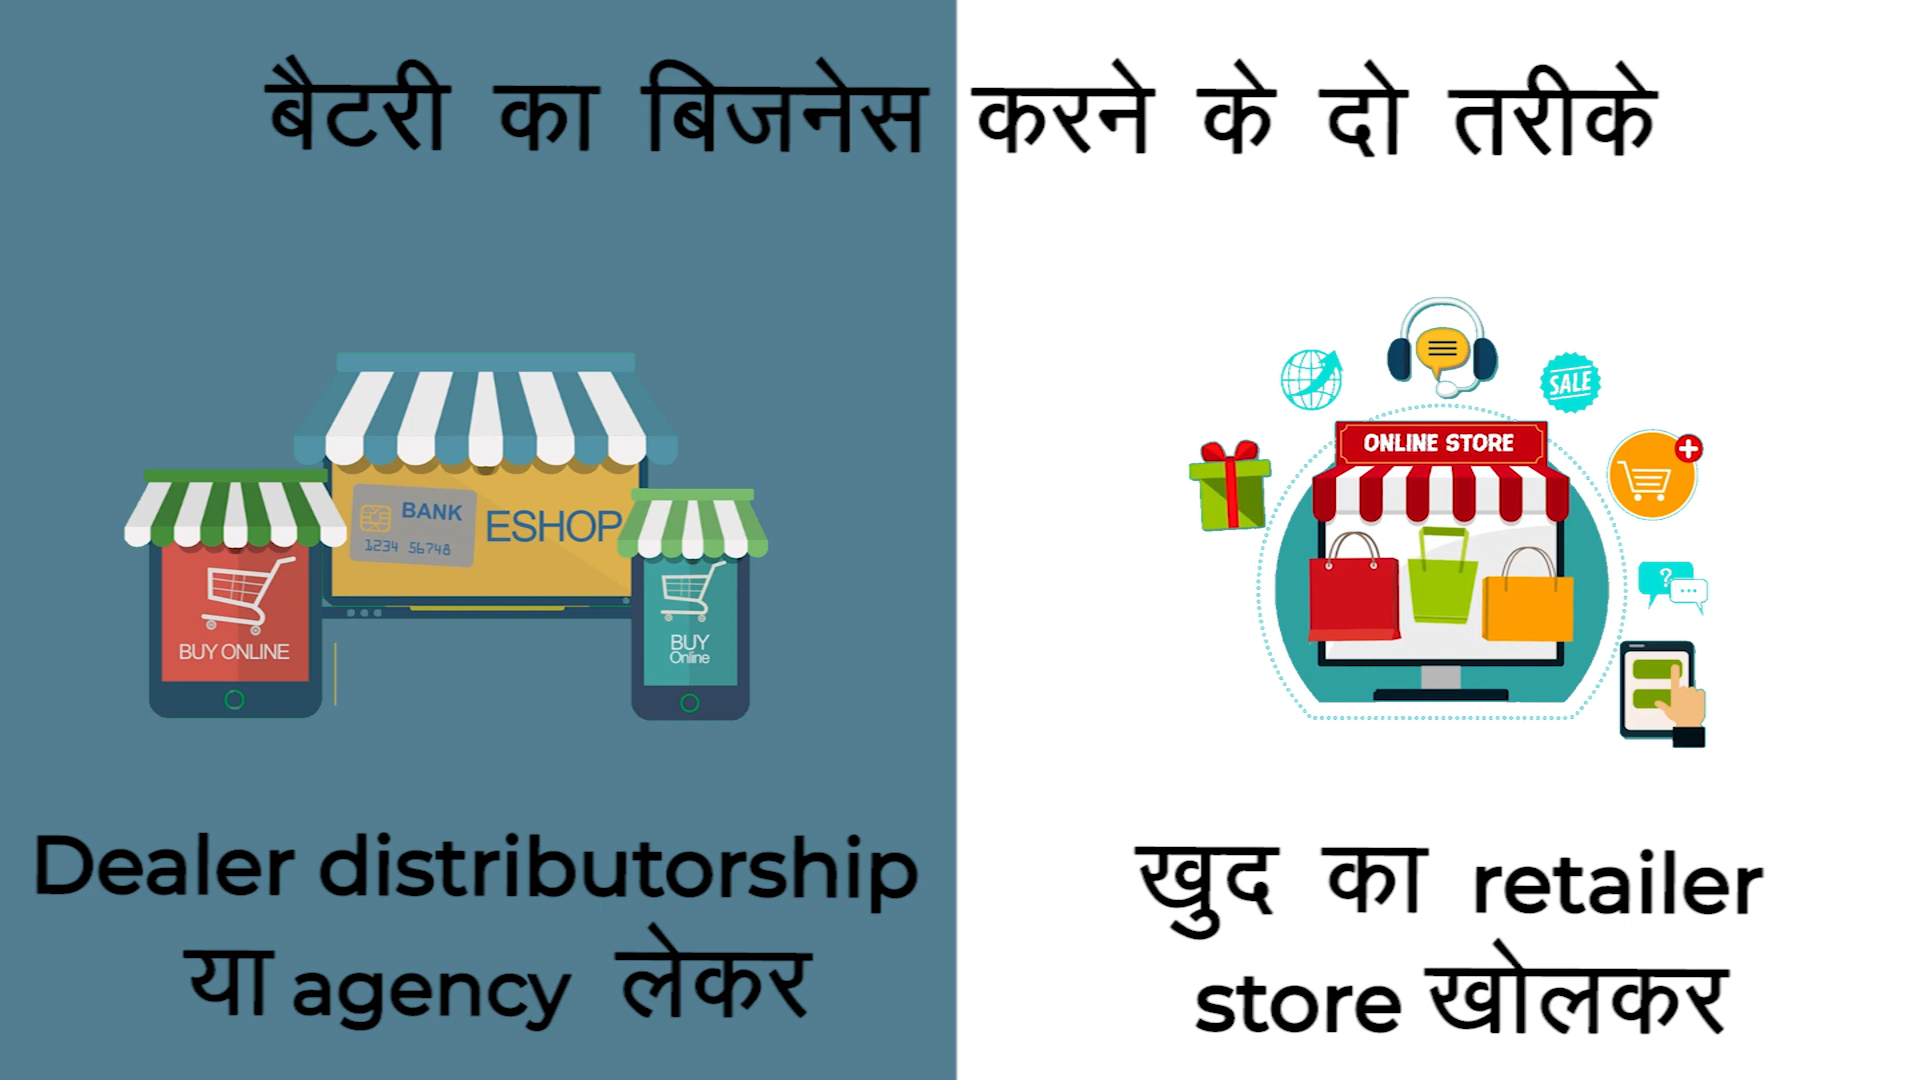 बैटरी का बिजनेस करने के दो तरीके
BANK
1234 56748
ESHOP
BUY ONLINE
BUY
Online
SALE
ONLINE STORE
?
Dealer distributorship
या agency लेकर
खुद का retailer
store खोलकर